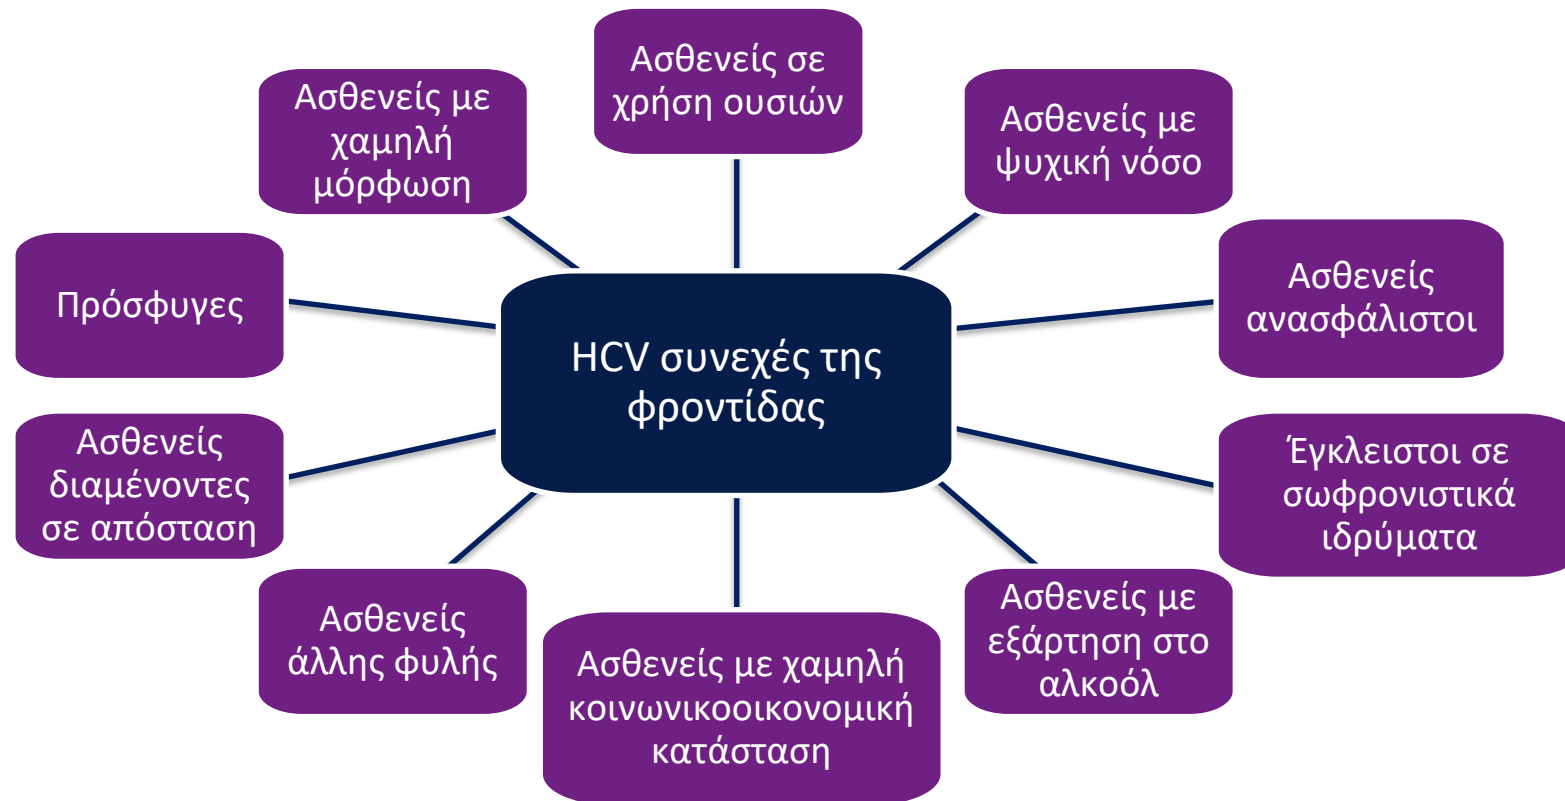 Ασθενείς σε
χρήση ουσιών
Ασθενείς με
ψυχική νόσο
Ασθενείς
ανασφάλιστοι
Έγκλειστοι σε
σωφρονιστικά
ιδρύματα
Ασθενείς με
εξάρτηση στο
αλκοόλ
Ασθενείς με χαμηλή
κοινωνικοοικονομική
κατάσταση
Ασθενείς
άλλης φυλής
Ασθενείς
διαμένοντες
σε απόσταση
Πρόσφυγες
Ασθενείς με
χαμηλή
μόρφωση
HCV συνεχές της
φροντίδας